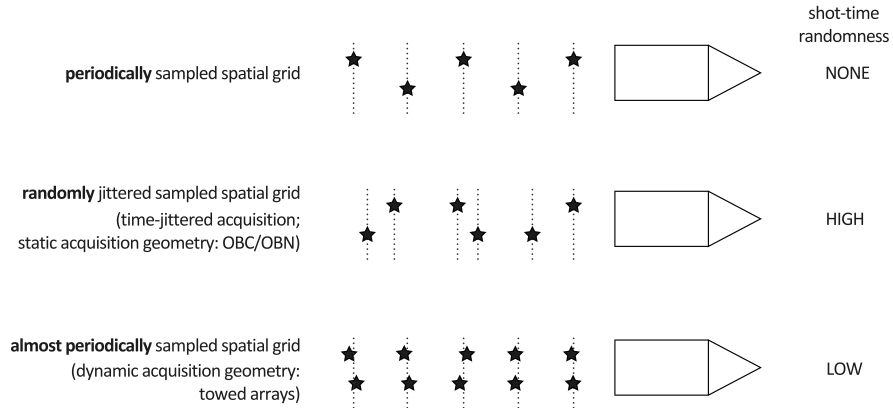 shot-time
randomness
periodically sampled spatial grid
NONE
randomly jittered sampled spatial grid
(time-jittered acquisition;
static acquisition geometry: OBC/OBN)
HIGH
almost periodically sampled spatial grid
(dynamic acquisition geometry:
towed arrays)
LOW